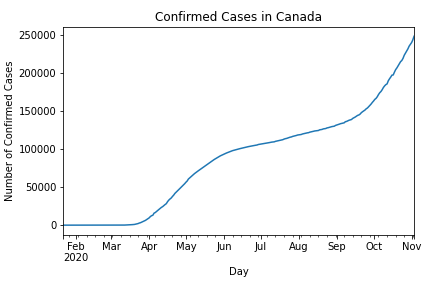 Confirmed Cases in Canada
Number of Confirmed Cases
250000
200000
150000
100000
50000
0
Feb Mar Apr May Jun Jul Aug Sep Oct Nov
2020
Day